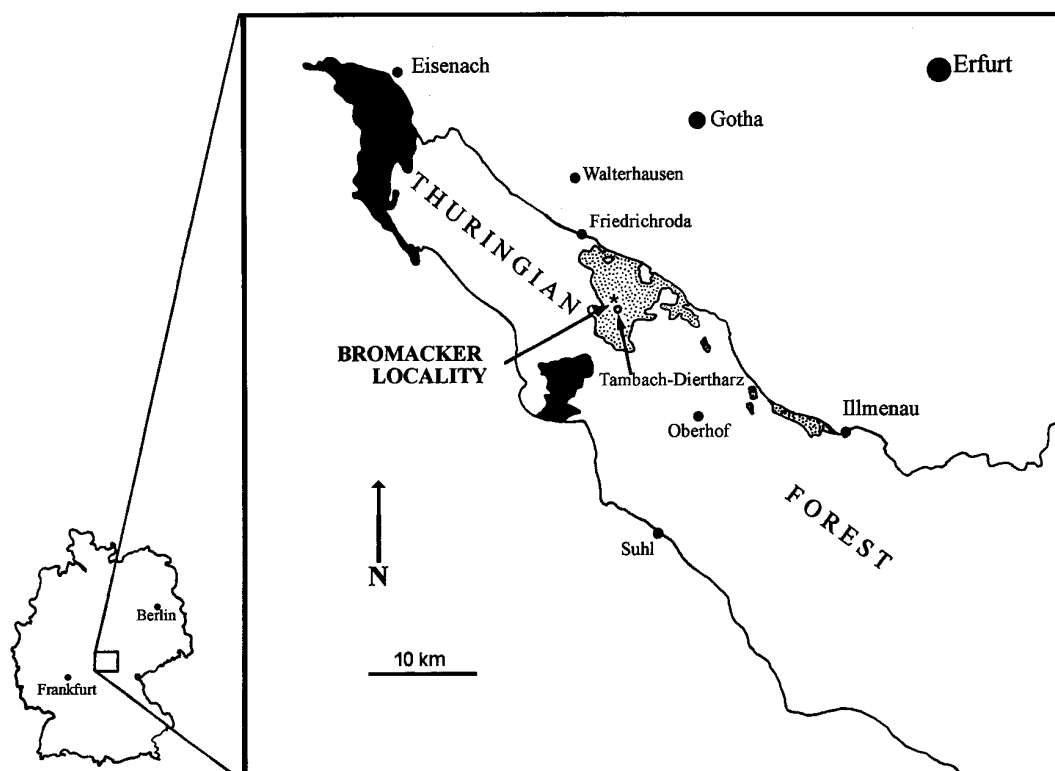 Eisenach
Erfurt
Gotha
Walterhausen
Friedrichroda
THURINGIAN
BROMACKER
LOCALITY
Tambach-Diertharz
Oberhof
Illmenau
FOREST
Suhl
N
10 km
Berlin
Frankfurt